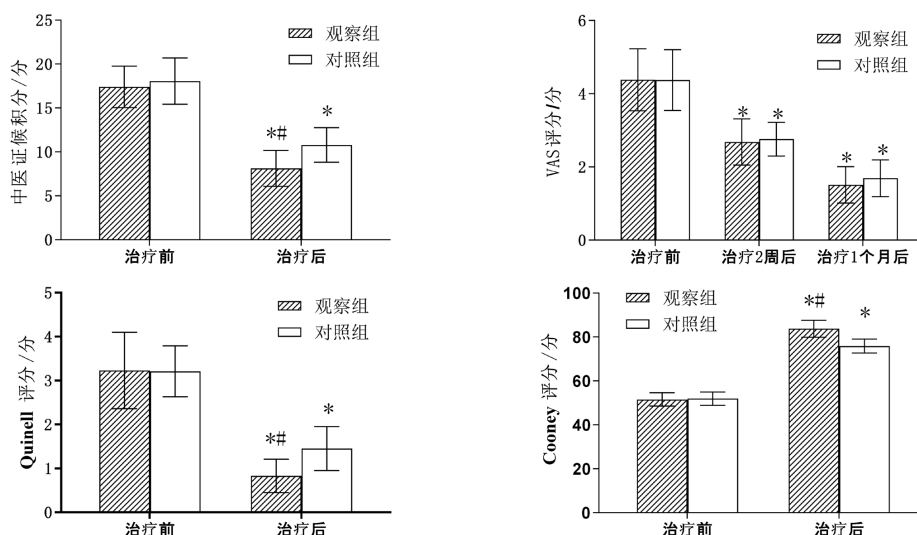 中医证候积分/分
25
20
15
10
5
0
观察组
对照组
*#
*
治疗前
治疗后
VAS评分/分
6
4
2
0
观察组
对照组
*
*
*
*
治疗前
治疗2周后
治疗1个月后
Quinell 评分/分
5
4
3
2
1
0
观察组
对照组
*#
*
治疗前
治疗后
Cooney 评分/分
100
80
60
40
20
0
观察组
对照组
*#
*
治疗前
治疗后